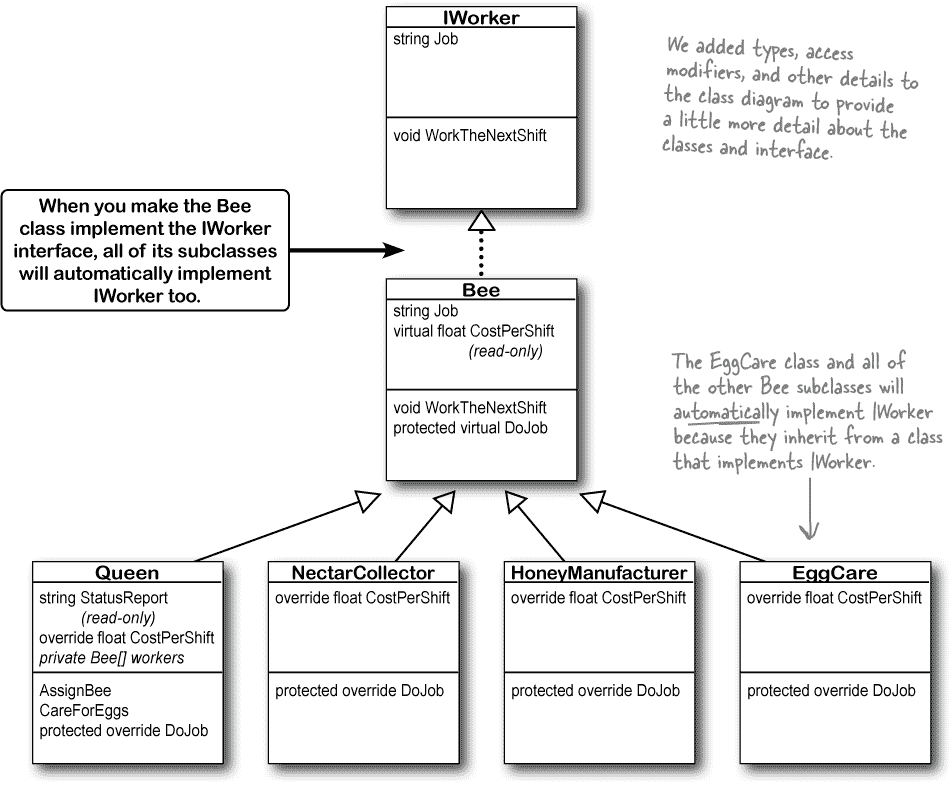 IWorker
string Job
void WorkTheNextShift
We added types, access
modifiers, and other details to
the class diagram to provide
a little more detail about the
classes and interface.
When you make the Bee
class implement the IWorker
interface, all of its subclasses
will automatically implement
IWorker too.
Bee
string Job
virtual float CostPerShift
(read-only)
void WorkTheNextShift
protected virtual DoJob
The EggCare class and all of
the other Bee subclasses will
automatically implement IWorker
because they inherit from a class
that implements IWorker.
Queen
string StatusReport
(read-only)
override float CostPerShift
private Bee[] workers
AssignBee
CareForEggs
protected override DoJob
NectarCollector
override float CostPerShift
protected override DoJob
HoneyManufacturer
override float CostPerShift
protected override DoJob
EggCare
override float CostPerShift
protected override DoJob